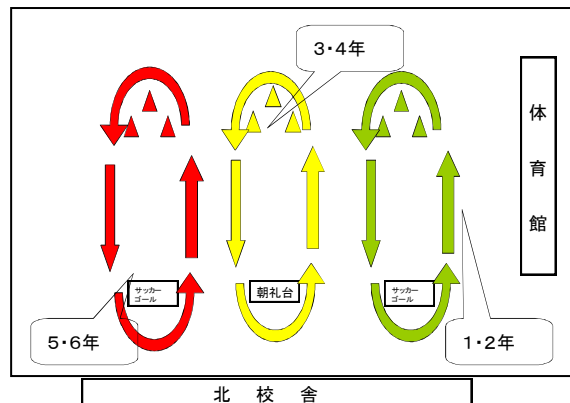 3・4年
体育館
サッカー
ゴール
朝礼台
サッカー
ゴール
5・6年
1・2年
北校舎